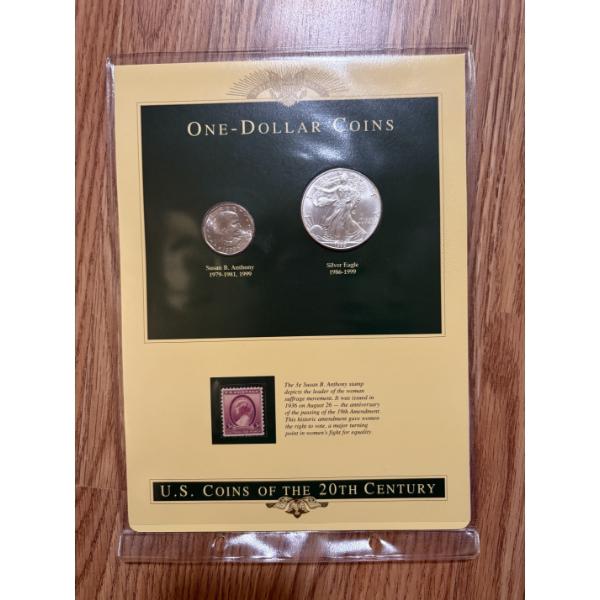 ONE-DOLLAR COINS
Susan B. Anthony
1979-1981, 1999
Silver Eagle
1986-1999
The 3¢ Susan B. Anthony stamp
depicts the leader of the woman
suffrage movement. It was issued in
1936 on August 26 — the anniversary
of the passing of the 19th Amendment.
This historic amendment gave women
the right to vote, a major turning
point in women's fight for equality.
U.S. COINS OF THE 20TH CENTURY